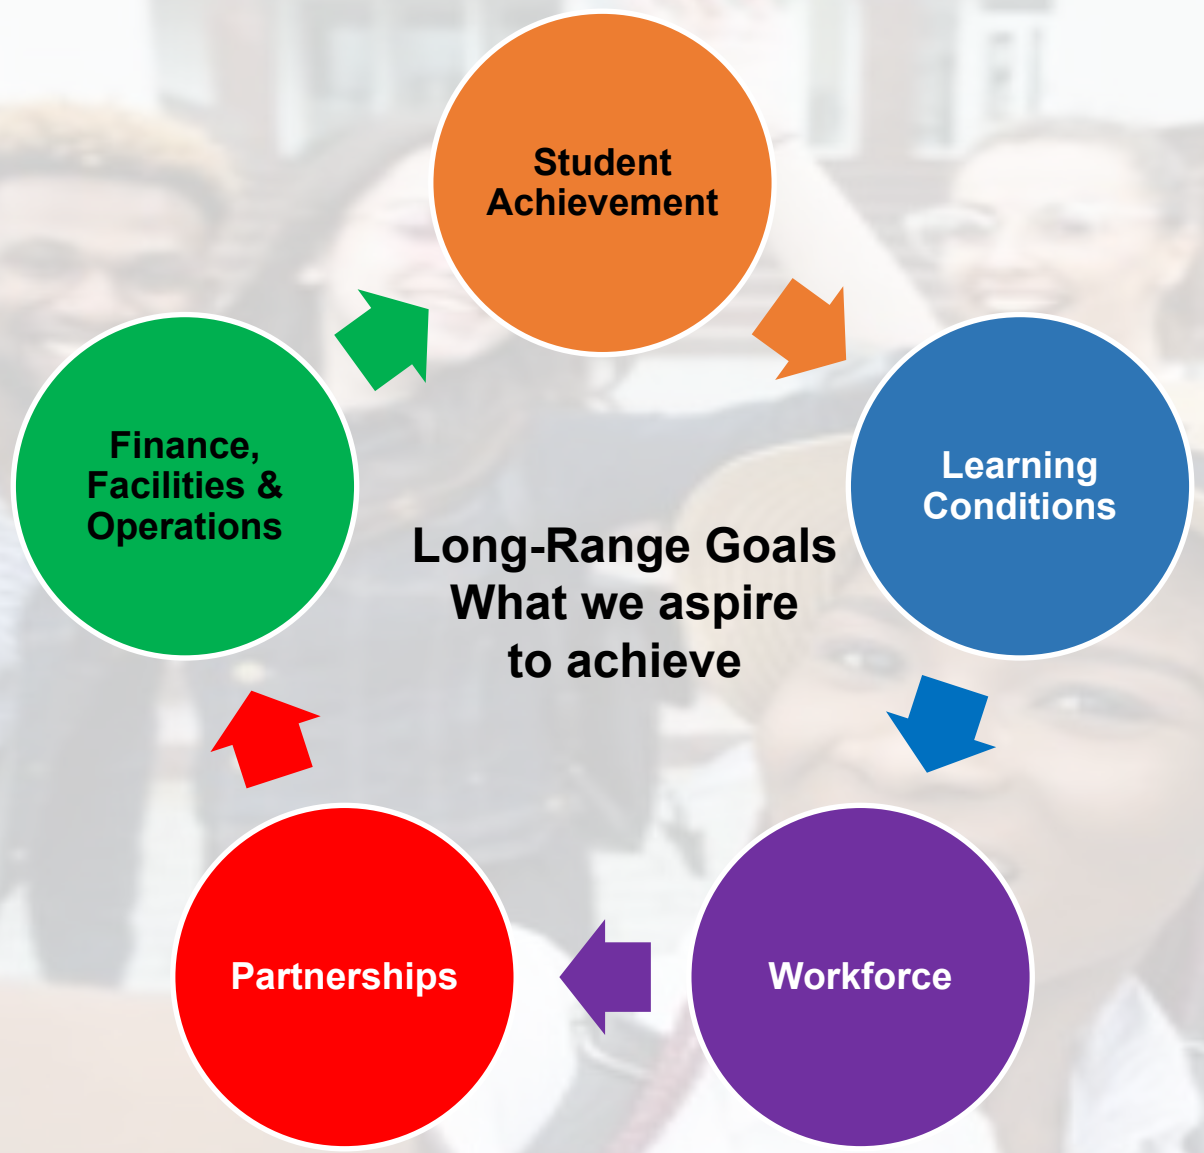 Student
Achievement
Learning
Conditions
Workforce
Partnerships
Finance,
Facilities &
Operations
Long-Range Goals
What we aspire
to achieve